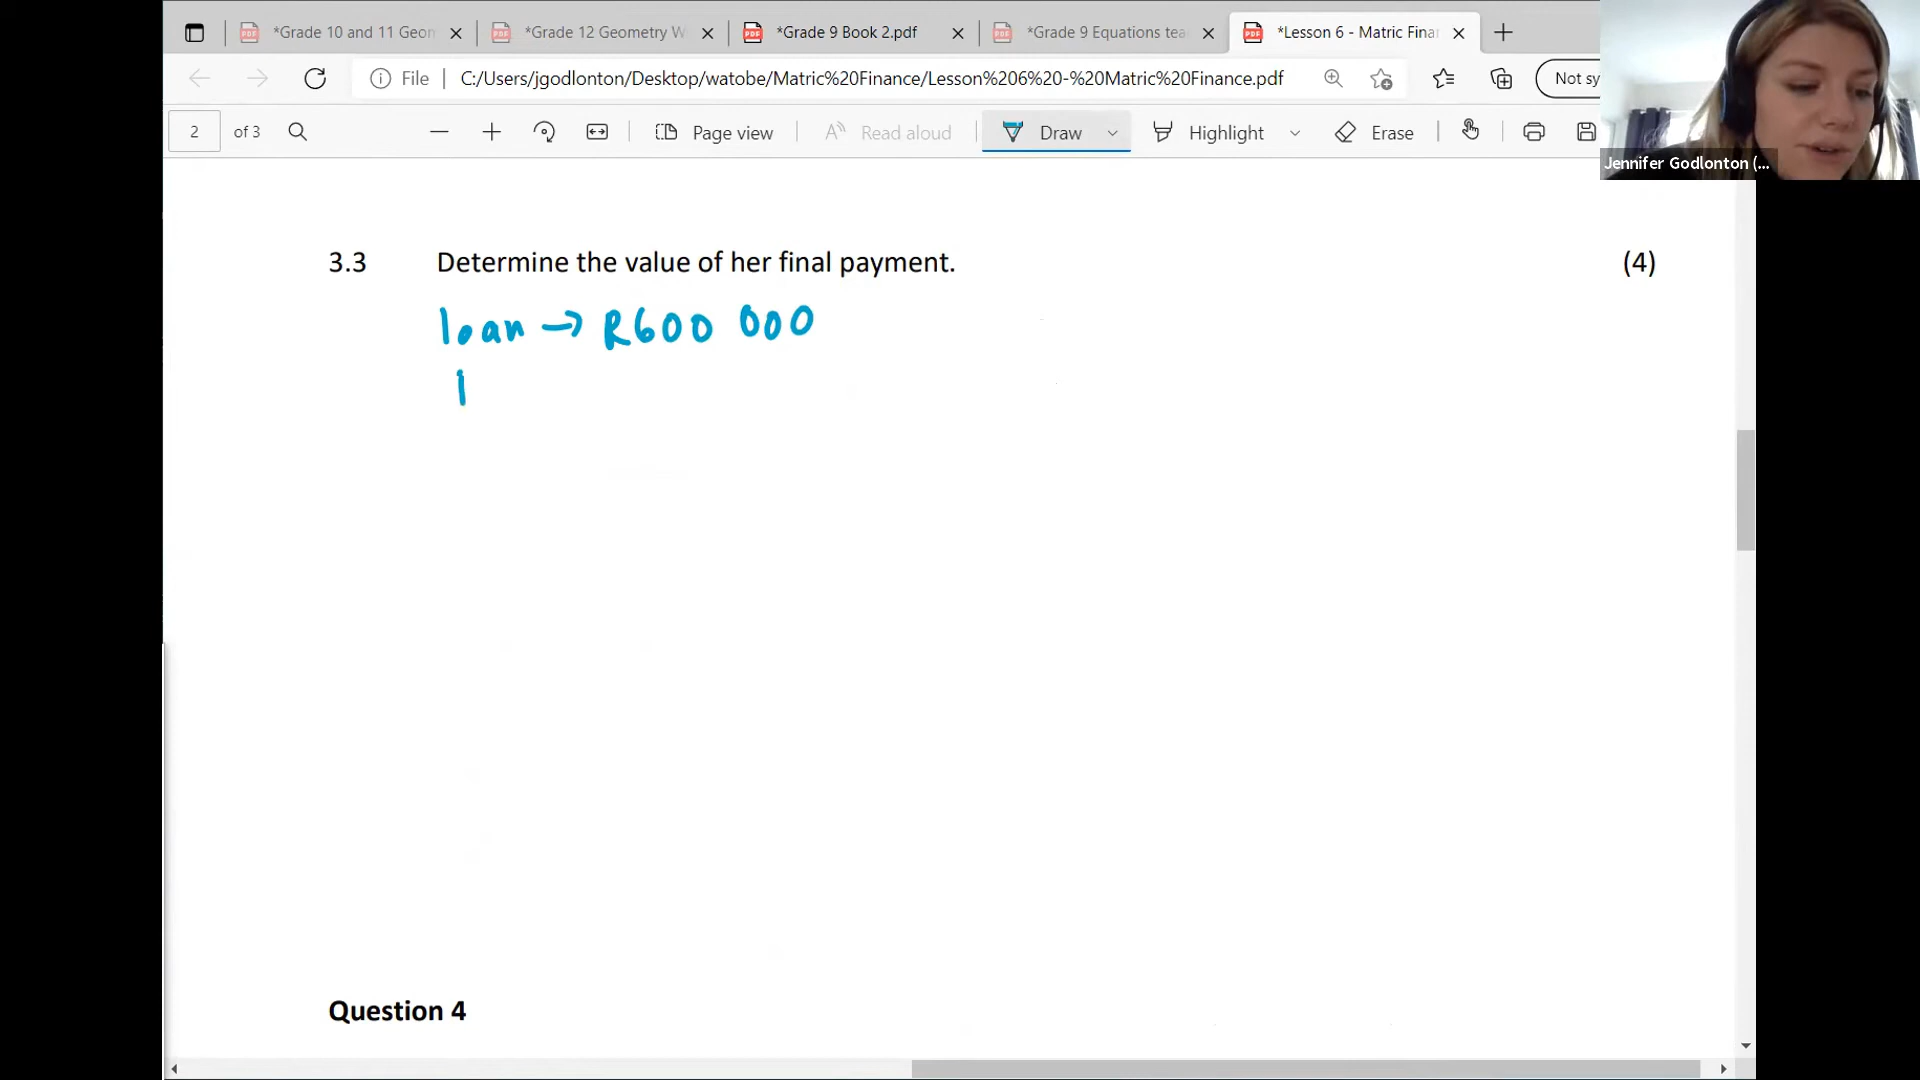 *Grade 10 and 11 Geon
*Grade 12 Geometry W
*Grade 9 Book 2.pdf
*Grade 9 Equations tea
*Lesson 6 - Matric Finan
File
C:/Users/jgodlonton/Desktop/watobe/Matric%20Finance/Lesson%206%20-%20Matric%20Finance.pdf
Not sy
2 of 3
Page view
Read aloud
Draw
Highlight
Erase
Jennifer Godlonton (...
3.3 Determine the value of her final payment. (4)
loan → R600 000
Question 4